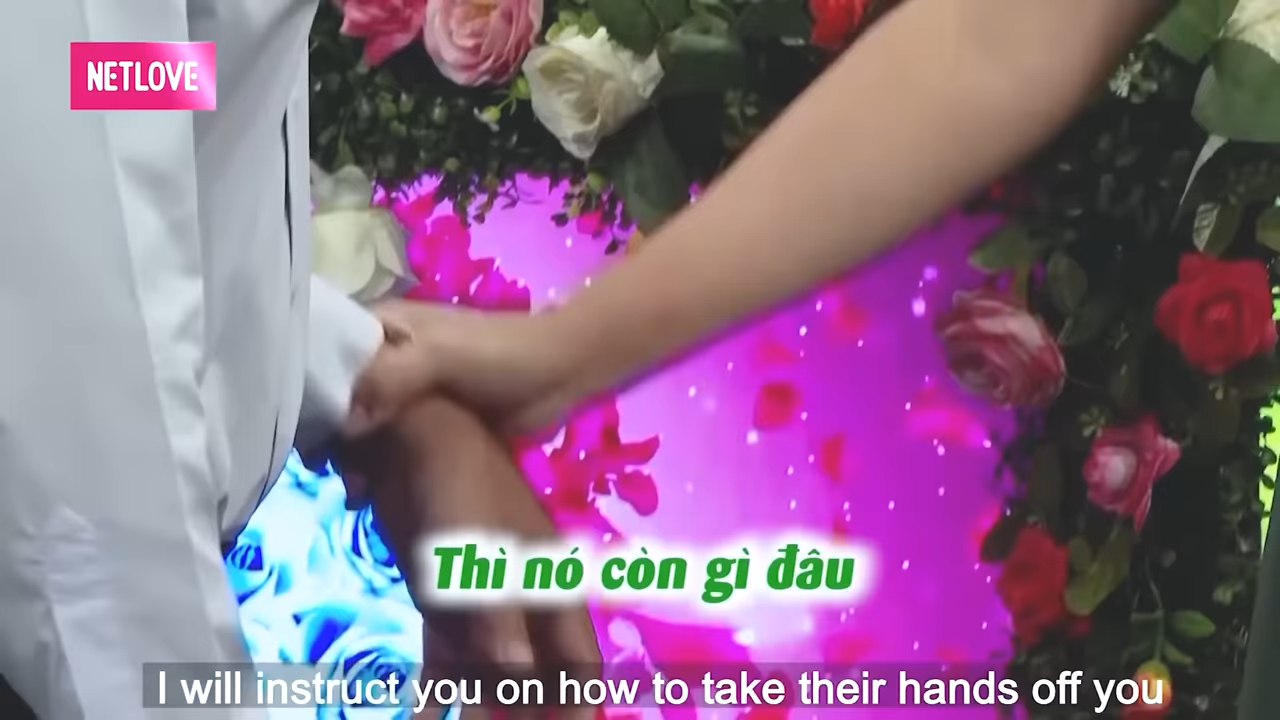 NETLOVE
Thì nó còn gì đâu
I will instruct you on how to take their hands off you